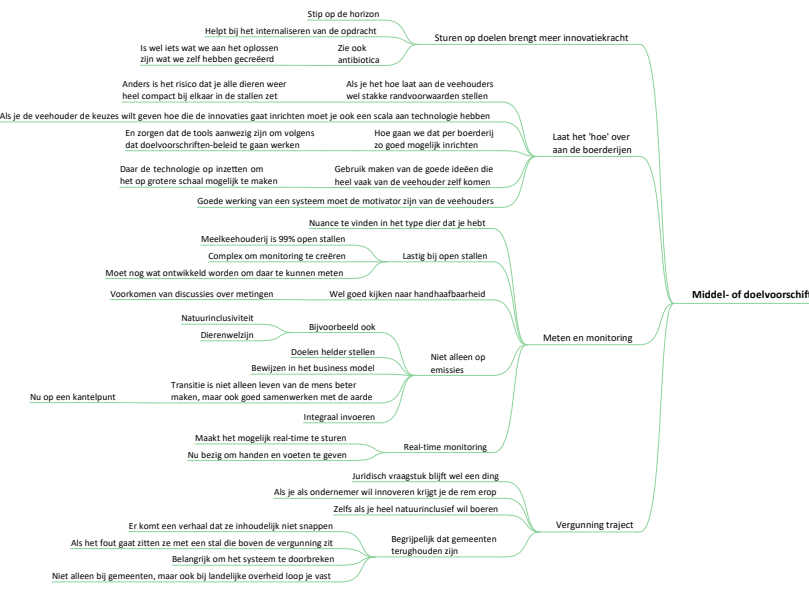 Stip op de horizon
Helpt bij het internaliseren van de opdracht
Is wel iets wat we aan het oplossen
zijn wat we zelf hebben gecreëerd
Zie ook
antibiotica
Sturen op doelen brengt meer innovatiekracht
Anders is het risico dat je alle dieren weer
heel compact bij elkaar in de stallen zet
Als je het hoe laat aan de veehouders
wel stakke randvoorwaarden stellen
Als je de veehouder de keuzes wilt geven hoe die de innovaties gaat inrichten moet je ook een scala aan technologie hebben
En zorgen dat de tools aanwezig zijn om volgens
dat doelvoorschriften-beleid te gaan werken
Hoe gaan we dat per boerderij
zo goed mogelijk inrichten
Laat het 'hoe' over
aan de boerderijen
Daar de technologie op inzetten om
het op grotere schaal mogelijk te maken
Gebruik maken van de goede ideëen die
heel vaak van de veehouder zelf komen
Goede werking van een systeem moet de motivator zijn van de veehouders
Nuance te vinden in het type dier dat je hebt
Meelkeehouderij is 99% open stallen
Complex om monitoring te creëren
Moet nog wat ontwikkeld worden om daar te kunnen meten
Lastig bij open stallen
Voorkomen van discussies over metingen
Wel goed kijken naar handhaafbaarheid
Middel- of doelvoorschift
Natuurinclusiviteit
Dierenwelzijn
Bijvoorbeeld ook
Meten en monitoring
Doelen helder stellen
Bewijzen in het business model
Niet alleen op
emissies
Nu op een kantelpunt
Transitie is niet alleen leven van de mens beter
maken, maar ook goed samenwerken met de aarde
Integraal invoeren
Maakt het mogelijk real-time te sturen
Nu bezig om handen en voeten te geven
Real-time monitoring
Juridisch vraagstuk blijft wel een ding
Als je als ondernemer wil innoveren krijgt je de rem erop
Zelfs als je heel natuurinclusief wil boeren
Vergunning traject
Er komt een verhaal dat ze inhoudelijk niet snappen
Als het fout gaat zitten ze met een stal die boven de vergunning zit
Belangrijk om het systeem te doorbreken
Niet alleen bij gemeenten, maar ook bij landelijke overheid loop je vast
Begrijpelijk dat gemeenten
terughouden zijn